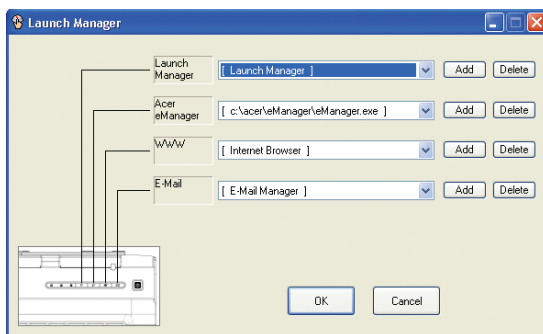 Launch Manager
Launch
Manager
[ Launch Manager ]
Add
Delete
Acer
eManager
[ c:\acer\eManager\eManager.exe ]
Add
Delete
WWW
[ Internet Browser ]
Add
Delete
E-Mail
[ E-Mail Manager ]
Add
Delete
OK
Cancel